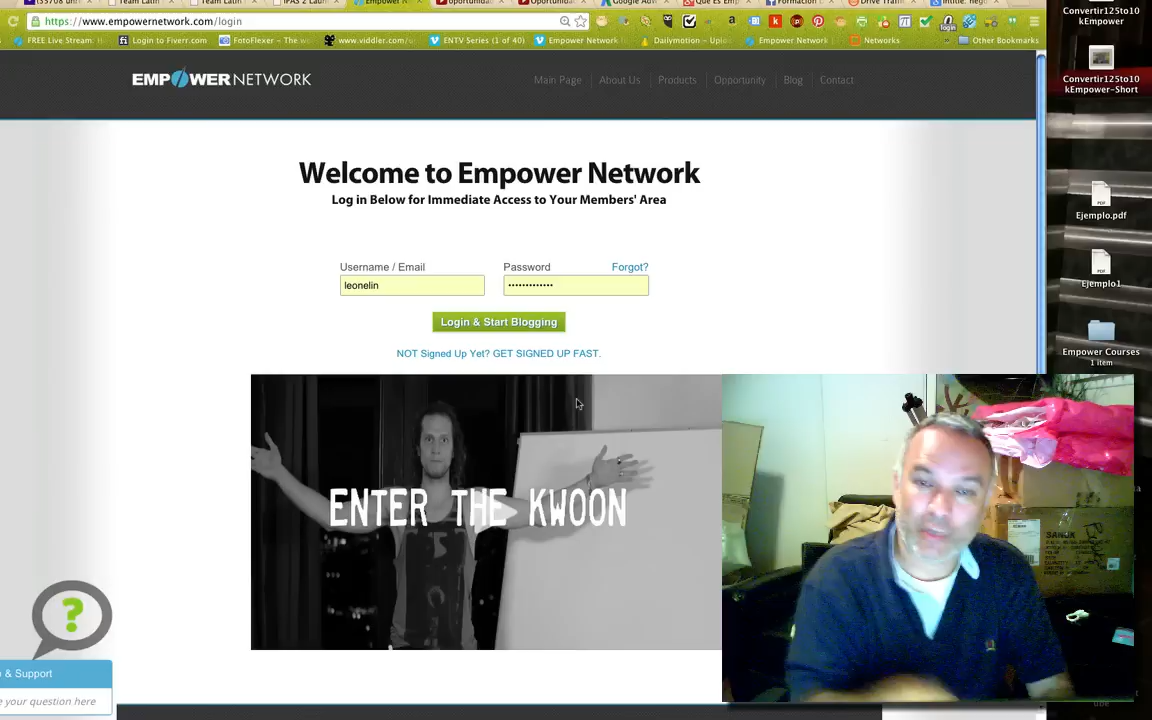 https://www.empowernetwork.com/login
FREE Live Stream: H
Login to Fiverr.com
FotoFlexer – The wo
www.viddler.com/
ENTV Series (1 of 40)
Empower Network
Dailymotion – Uplo
Empower Network
Networks
Other Bookmarks
EMPOWER NETWORK
Main Page
About Us
Products
Opportunity
Blog
Contact
Welcome to Empower Network
Log in Below for Immediate Access to Your Members' Area
Username / Email
Password
Forgot?
leonelin
•••••••••••••
Login & Start Blogging
NOT Signed Up Yet? GET SIGNED UP FAST.
ENTER THE KWOON
?
& Support
your question here
Convertir125to10
kEmpower
Convertir125to10
kEmpower-Short
Ejemplo.pdf
Ejemplo1
Empower Courses
1 item